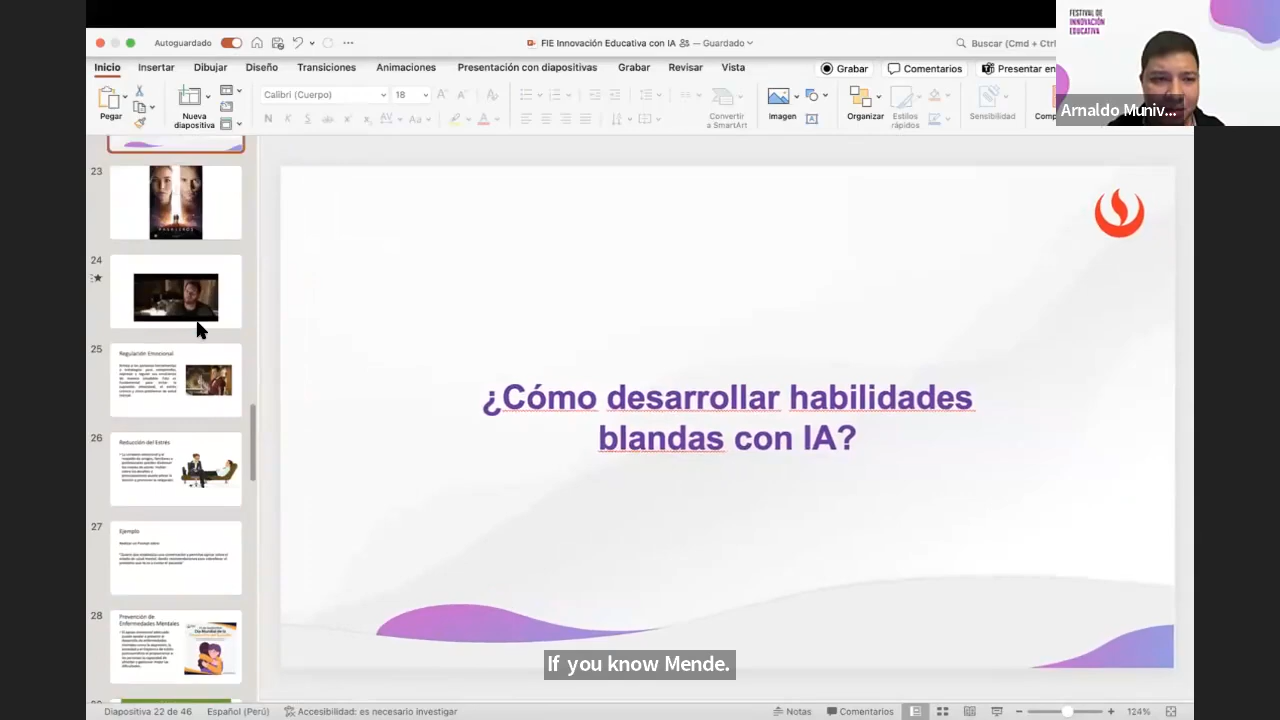 Autoguardado
FIE Innovación Educativa con IA
— Guardado
Buscar (Cmd + Ctrl
FESTIVAL DE
INNOVACIÓN
EDUCATIVA
Arnaldo Muniv...
Inicio
Insertar
Dibujar
Diseño
Transiciones
Animaciones
Presentación con diapositivas
Grabar
Revisar
Vista
Grabar
Comentarios
Presentar en
Pegar
Nueva
diapositiva
Calibri (Cuerpo)
18
N K S
Convertir
a SmartArt
Imagen
Organizar
Estilos
rápidos
Sensibilidad
Comp
23
PASAJEROS
24
25
Regulación Emocional
26
Reducción del Estrés
27
Ejemplo
28
Prevención de
Enfermedades Mentales
¿Cómo desarrollar habilidades
blandas con IA?
If you know Mende.
Diapositiva 22 de 46
Español (Perú)
Accesibilidad: es necesario investigar
Notas
Comentarios
124%